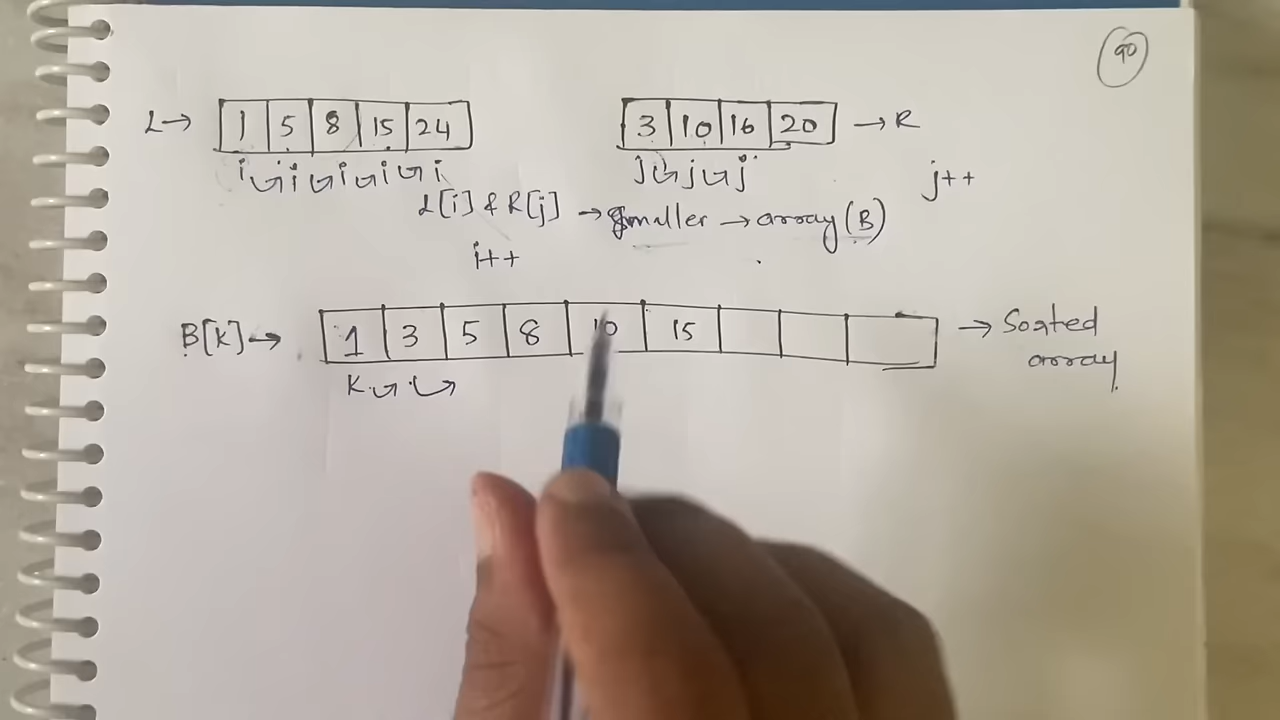 90
L→ 1 5 8 15 24
3 10 16 20 →R
i i i i i
j j j
j++
L[i] & R[j] → smaller → array(B)
i++
B[k]→ 1 3 5 8 10 15 → Sorted array
K